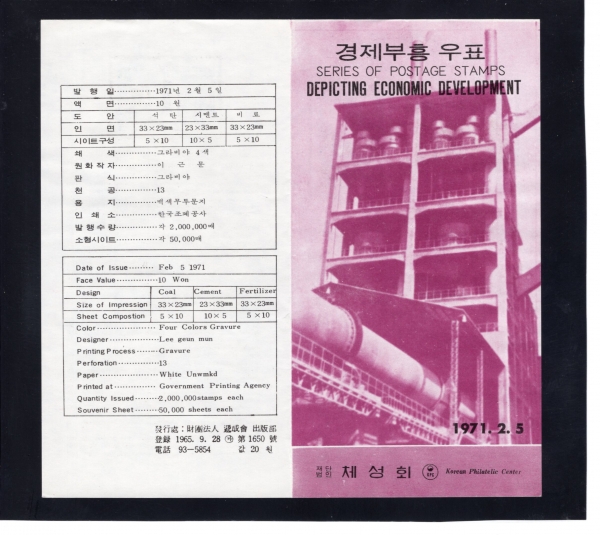 발 행 일 1971년 2 월 5 일
액 면 10 원
도 안 석 탄 시멘트 비 료
인 면 33×23mm 23×33mm 33×23mm
시이트구성 5×10 10×5 5×10
쇄 색 그라비아 4색
원화작자 이 근 문
판 식 그라비아
천 공 13
용 지 백색무투문지
인 쇄 소 한국조폐공사
발행수량 각 2,000,000매
소형시이트 각 50,000매
Date of Issue Feb 5 1971
Face Value 10 Won
Design Coal Cement Fertilizer
Size of Impression 33×23mm 23×33mm 33×23mm
Sheet Compostion 5×10 10×5 5×10
Color Four Colors Gravure
Designer Lee geun mun
Printing Process Gravure
Perforation 13
Paper White Unwmkd
Printed at Government Printing Agency
Quantity Issued 2,000,000stamps each
Souvenir Sheet 50,000 sheets each
發行處: 財團法人 遞成會 出版部
登錄 1965. 9. 28 ㉮ 第 1650 號
電話 93-5854 값 20 원
경제부흥 우표
SERIES OF POSTAGE STAMPS
DEPICTING ECONOMIC DEVELOPMENT
1971. 2. 5
재단법인 체성회 KPC Korean Philatelic Center